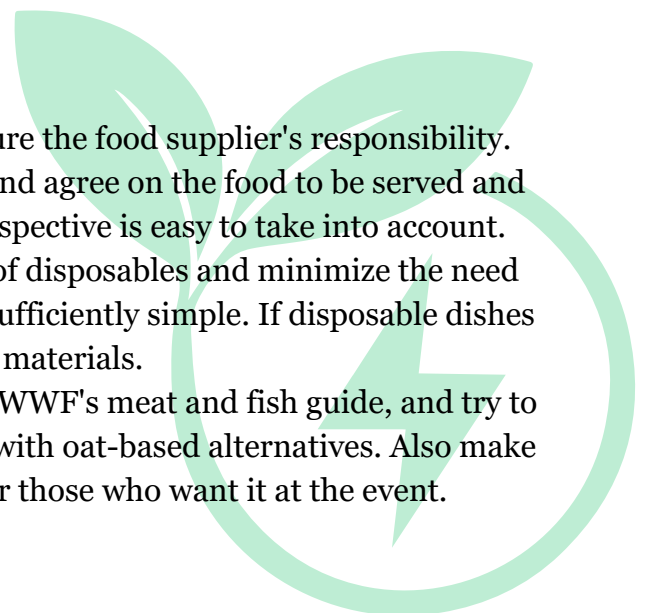 ure the food supplier's responsibility.
nd agree on the food to be served and
spective is easy to take into account.
of disposables and minimize the need
ufficiently simple. If disposable dishes
materials.
WWF's meat and fish guide, and try to
with oat-based alternatives. Also make
r those who want it at the event.